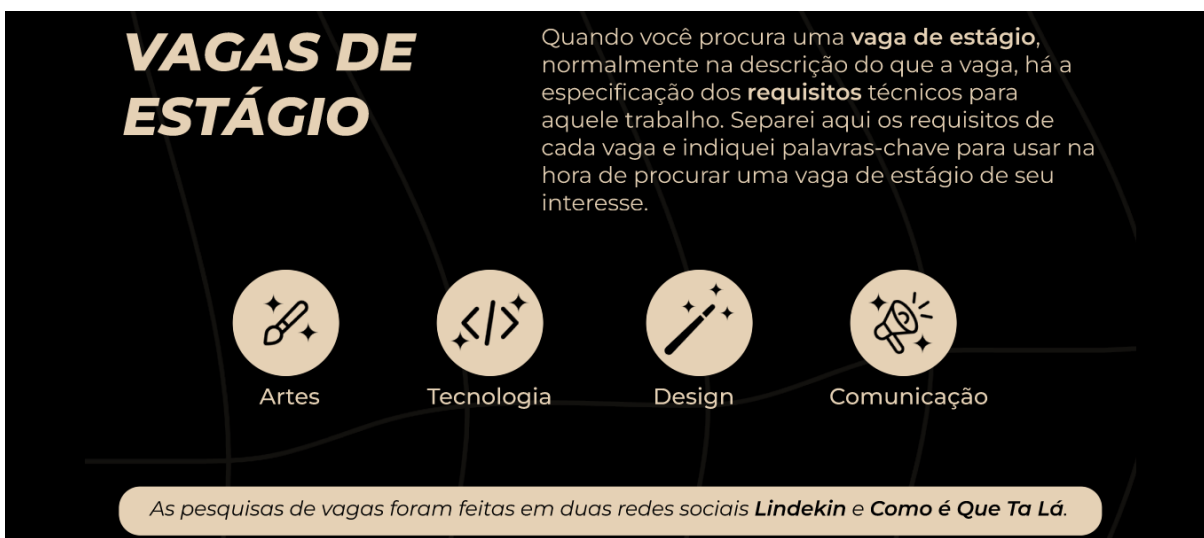 VAGAS DE
ESTÁGIO
Quando você procura uma vaga de estágio,
normalmente na descrição do que a vaga, há a
especificação dos requisitos técnicos para
aquele trabalho. Separei aqui os requisitos de
cada vaga e indiquei palavras-chave para usar na
hora de procurar uma vaga de estágio de seu
interesse.
Artes
Tecnologia
Design
Comunicação
As pesquisas de vagas foram feitas em duas redes sociais Lindekin e Como é Que Ta Lá.